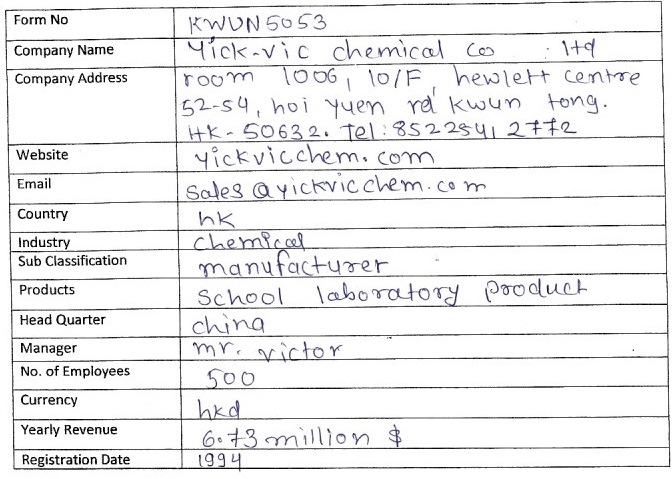 Form No KWUN5053
Company Name Yick-vic chemical co . ltd
Company Address room 1006, 10/F, hewlett centre
52-54, hoi yuen rd kwun tong.
HK - 50632. Tel: 8522541 2772
Website yickvicchem.com
Email sales@yickvicchem.com
Country hk
Industry chemical
Sub Classification manufacturer
Products School laboratory product
Head Quarter china
Manager mr. victor
No. of Employees 500
Currency hkd
Yearly Revenue 6.73 million $
Registration Date 1994